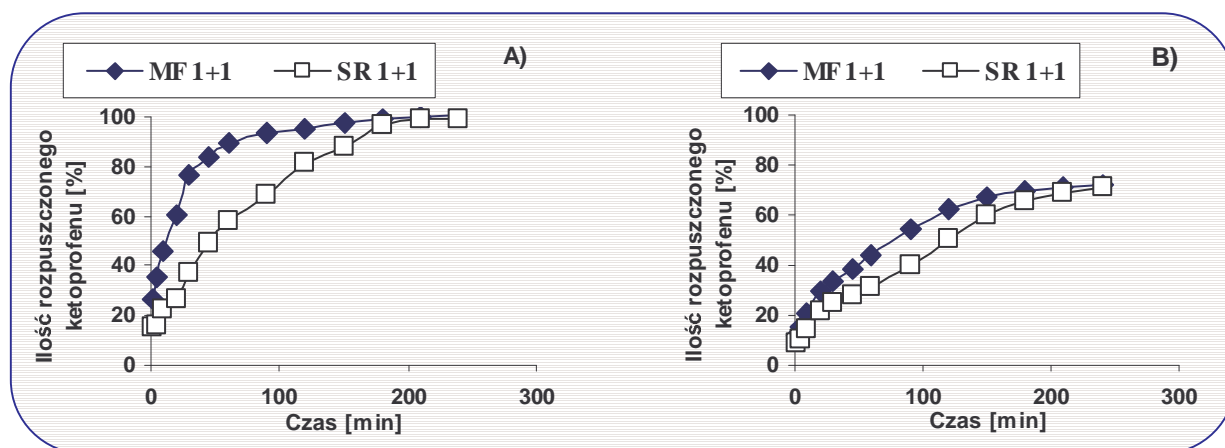 MF 1+1 SR 1+1 A)
Ilość rozpuszczonego
ketoprofenu [%]
100
80
60
40
20
0
0 100 200 300
Czas [min]
MF 1+1 SR 1+1 B)
Ilość rozpuszczonego
ketoprofenu [%]
100
80
60
40
20
0
0 100 200 300
Czas [min]